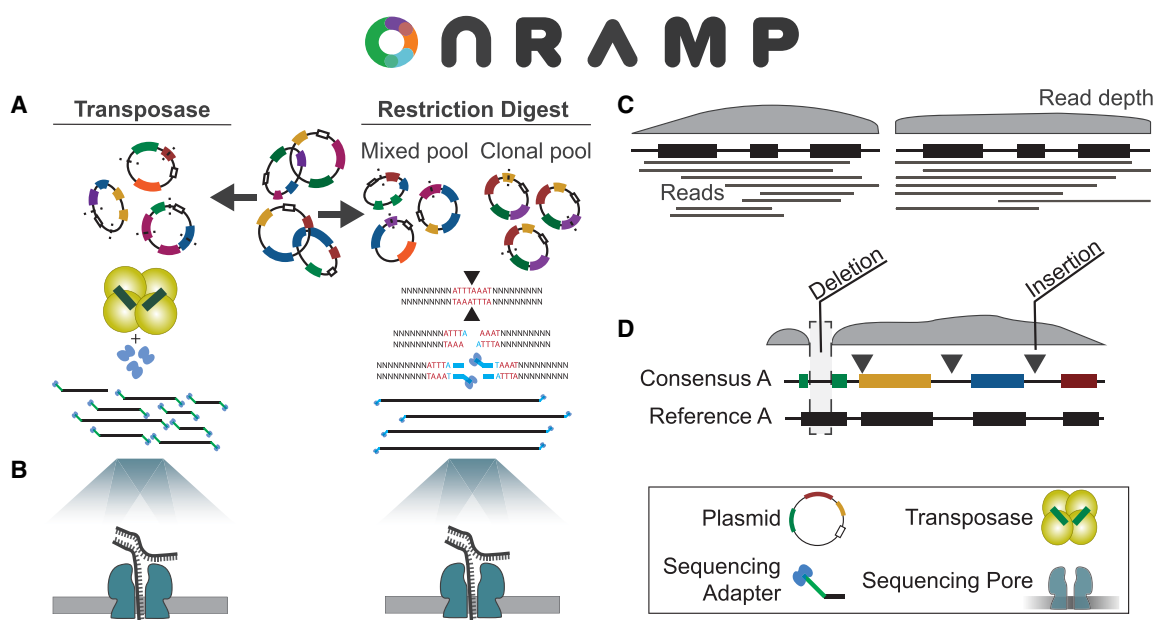 ONRAMP
A
Transposase
Restriction Digest
Mixed pool
Clonal pool
NNNNNNNNNATTTAAATNNNNNNNNN
NNNNNNNNNTAAATTTANNNNNNNNN
NNNNNNNNNATTTA AAATNNNNNNNNN
NNNNNNNNNTAAA ATTTANNNNNNNNN
NNNNNNNNNATTTA TAAATNNNNNNNNN
NNNNNNNNNTAAAT ATTTANNNNNNNNN
+
B
C
Read depth
Reads
D
Deletion
Insertion
Consensus A
Reference A
Plasmid
Transposase
Sequencing
Adapter
Sequencing Pore